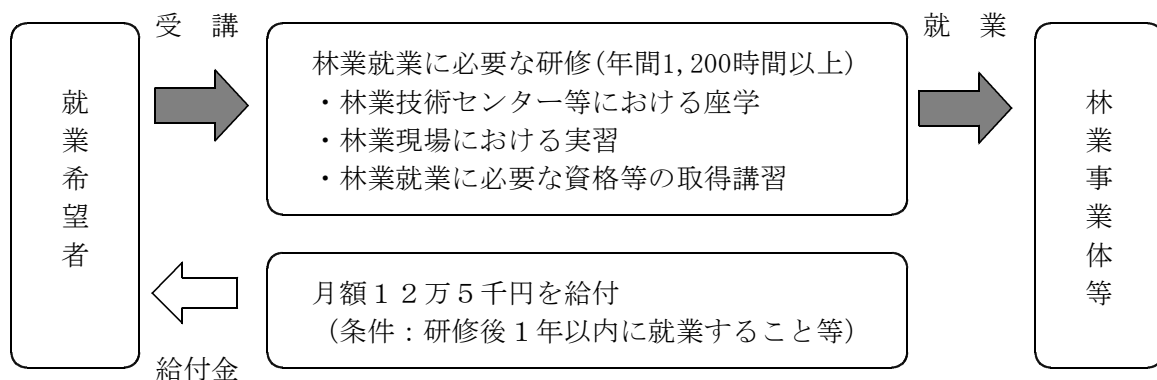 就業希望者
受　講
林業就業に必要な研修(年間1,200時間以上)
・林業技術センター等における座学
・林業現場における実習
・林業就業に必要な資格等の取得講習
就　業
林業事業体等
月額１２万５千円を給付
（条件：研修後１年以内に就業すること等）
給付金